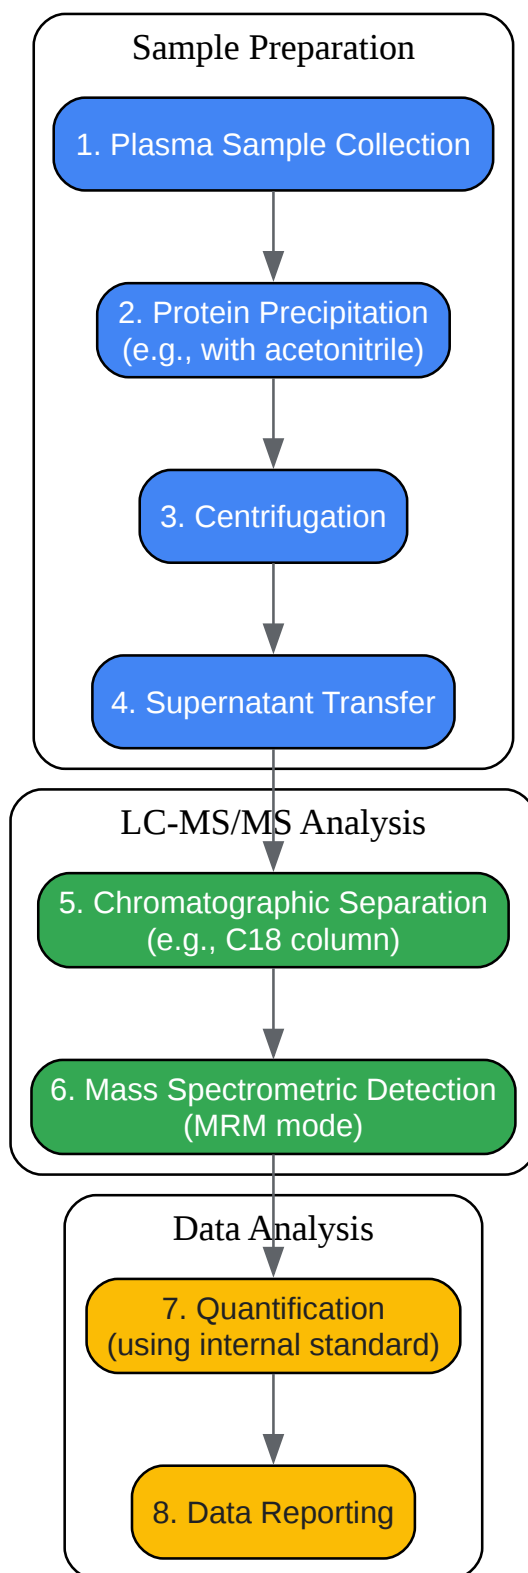 Sample Preparation
1. Plasma Sample Collection
2. Protein Precipitation
(e.g., with acetonitrile)
3. Centrifugation
4. Supernatant Transfer
LC-MS/MS Analysis
5. Chromatographic Separation
(e.g., C18 column)
6. Mass Spectrometric Detection
(MRM mode)
Data Analysis
7. Quantification
(using internal standard)
8. Data Reporting